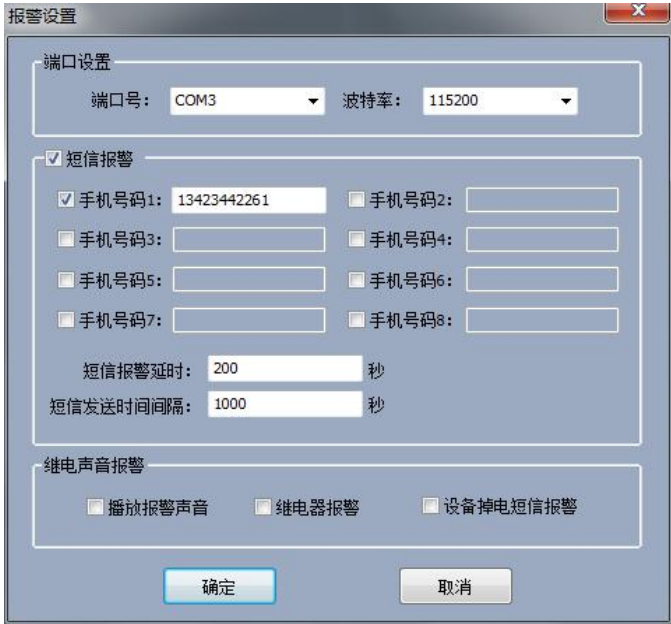 报警设置
端口设置
端口号: COM3 波特率: 115200
短信报警
手机号码1: 13423442261 手机号码2:
手机号码3: 手机号码4:
手机号码5: 手机号码6:
手机号码7: 手机号码8:
短信报警延时: 200 秒
短信发送时间间隔: 1000 秒
继电声音报警
播放报警声音 继电器报警 设备掉电短信报警
确定 取消